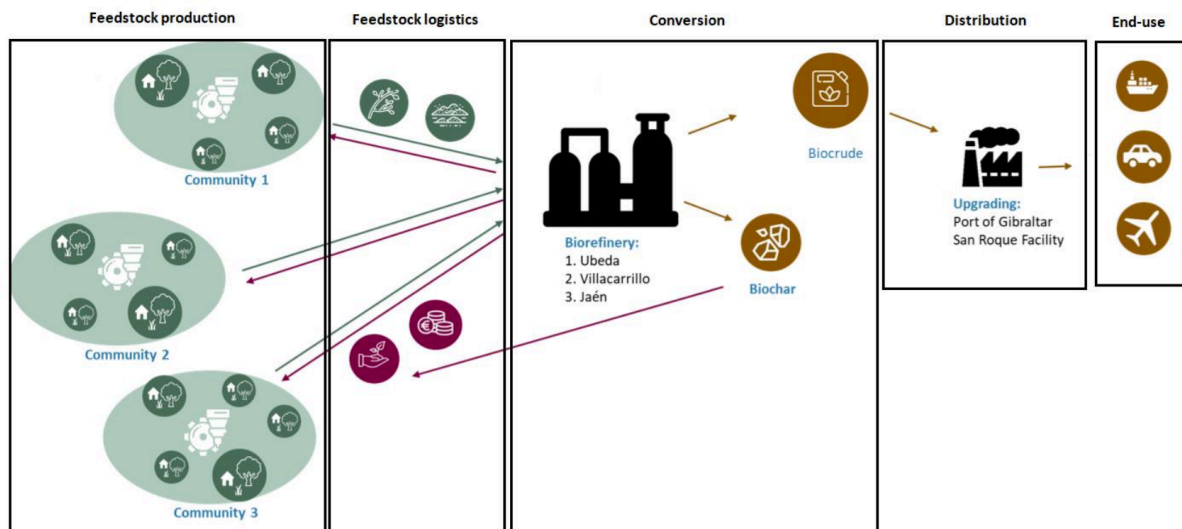 Feedstock production
Feedstock logistics
Conversion
Distribution
End-use
Community 1
Community 2
Community 3
Biorefinery:
1. Ubeda
2. Villacarrillo
3. Jaén
Biocrude
Biochar
Upgrading:
Port of Gibraltar
San Roque Facility